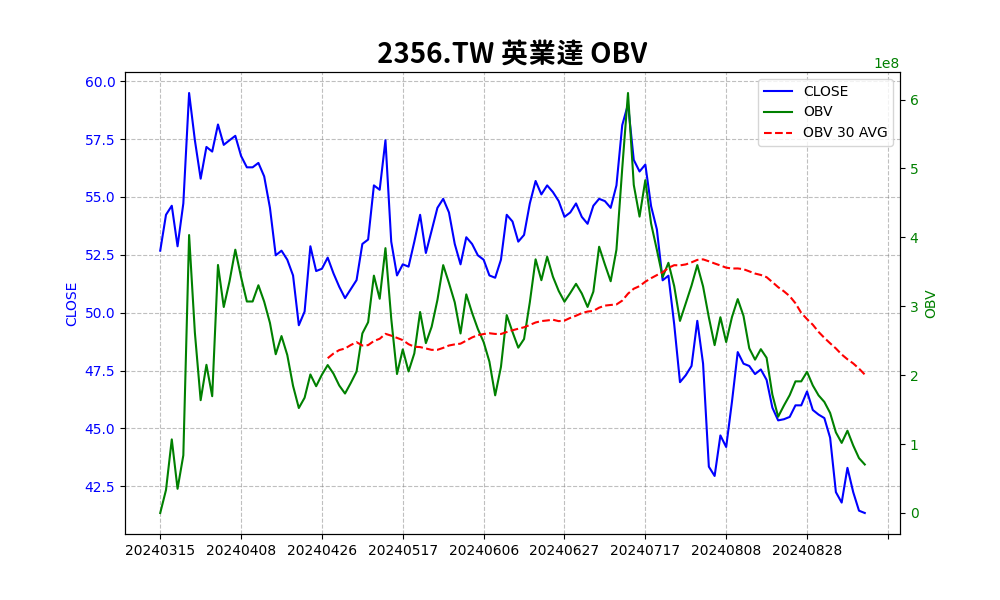 2356.TW 英業達 OBV
1e8
60.0
57.5
55.0
52.5
50.0
47.5
45.0
42.5
CLOSE
CLOSE
OBV
OBV 30 AVG
6
5
4
3
2
1
0
OBV
20240315 20240408 20240426 20240517 20240606 20240627 20240717 20240808 20240828